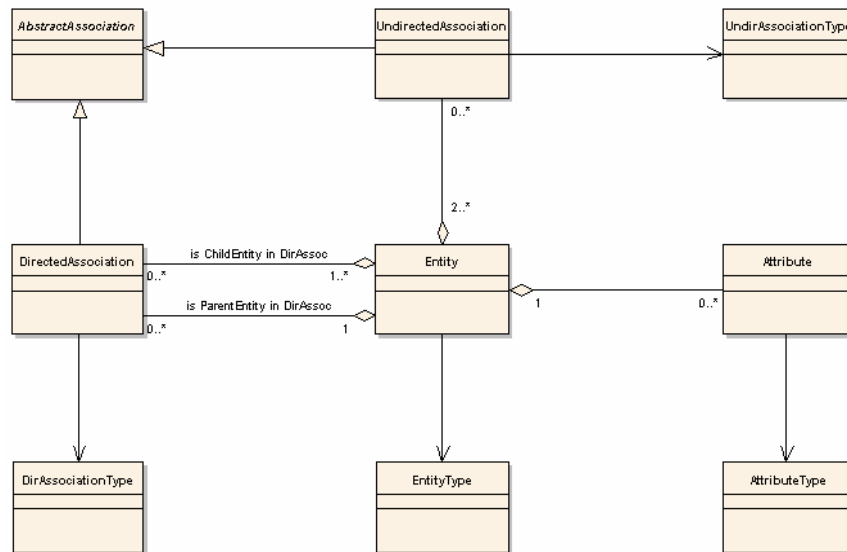 AbstractAssociation
UndirectedAssociation
UndirAssociationType
0..*
2..*
DirectedAssociation
is ChildEntity in DirAssoc
0..*
1..*
is ParentEntity in DirAssoc
0..*
1
Entity
1
0..*
Attribute
DirAssociationType
EntityType
AttributeType